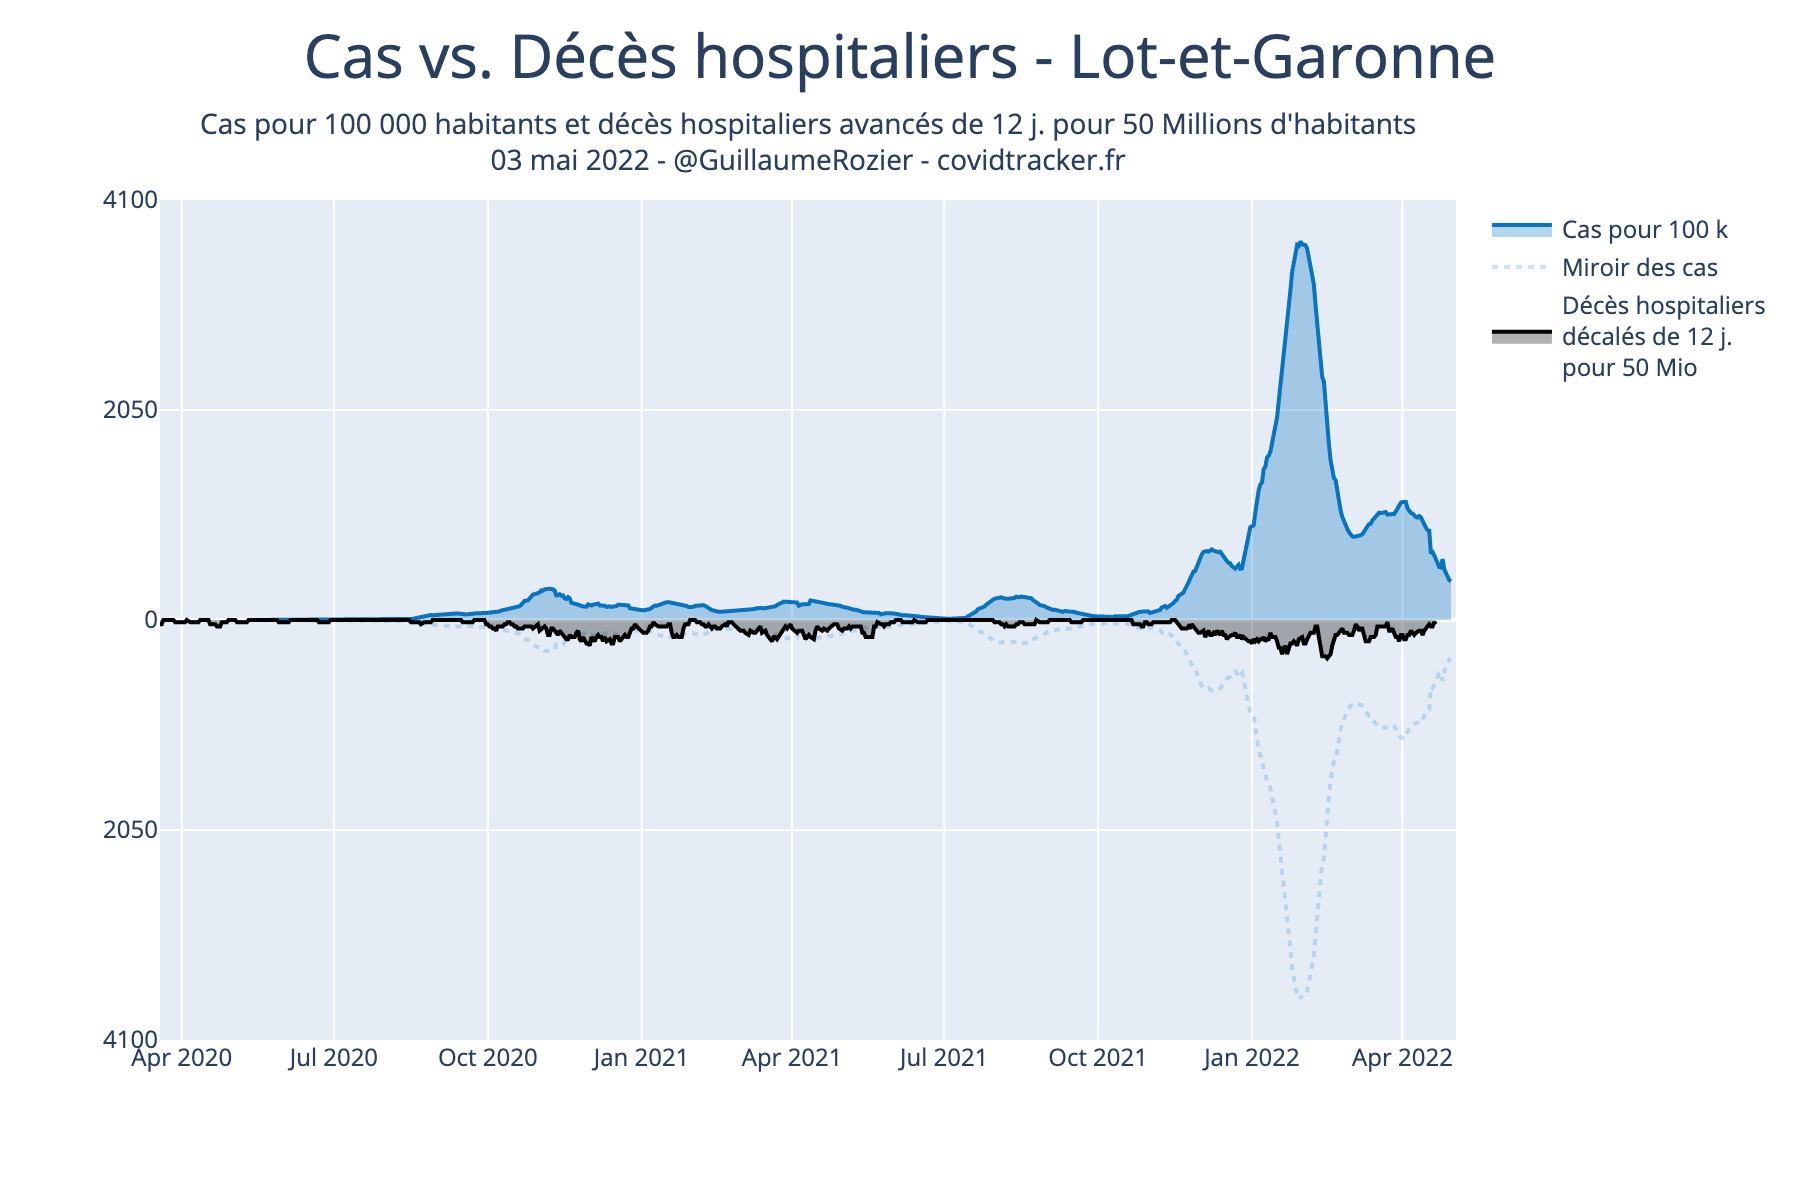 Cas vs. Décès hospitaliers - Lot-et-Garonne
Cas pour 100 000 habitants et décès hospitaliers avancés de 12 j. pour 50 Millions d'habitants
03 mai 2022 - @GuillaumeRozier - covidtracker.fr
4100
2050
0
2050
4100
Apr 2020
Jul 2020
Oct 2020
Jan 2021
Apr 2021
Jul 2021
Oct 2021
Jan 2022
Apr 2022
Cas pour 100 k
Miroir des cas
Décès hospitaliers
décalés de 12 j.
pour 50 Mio